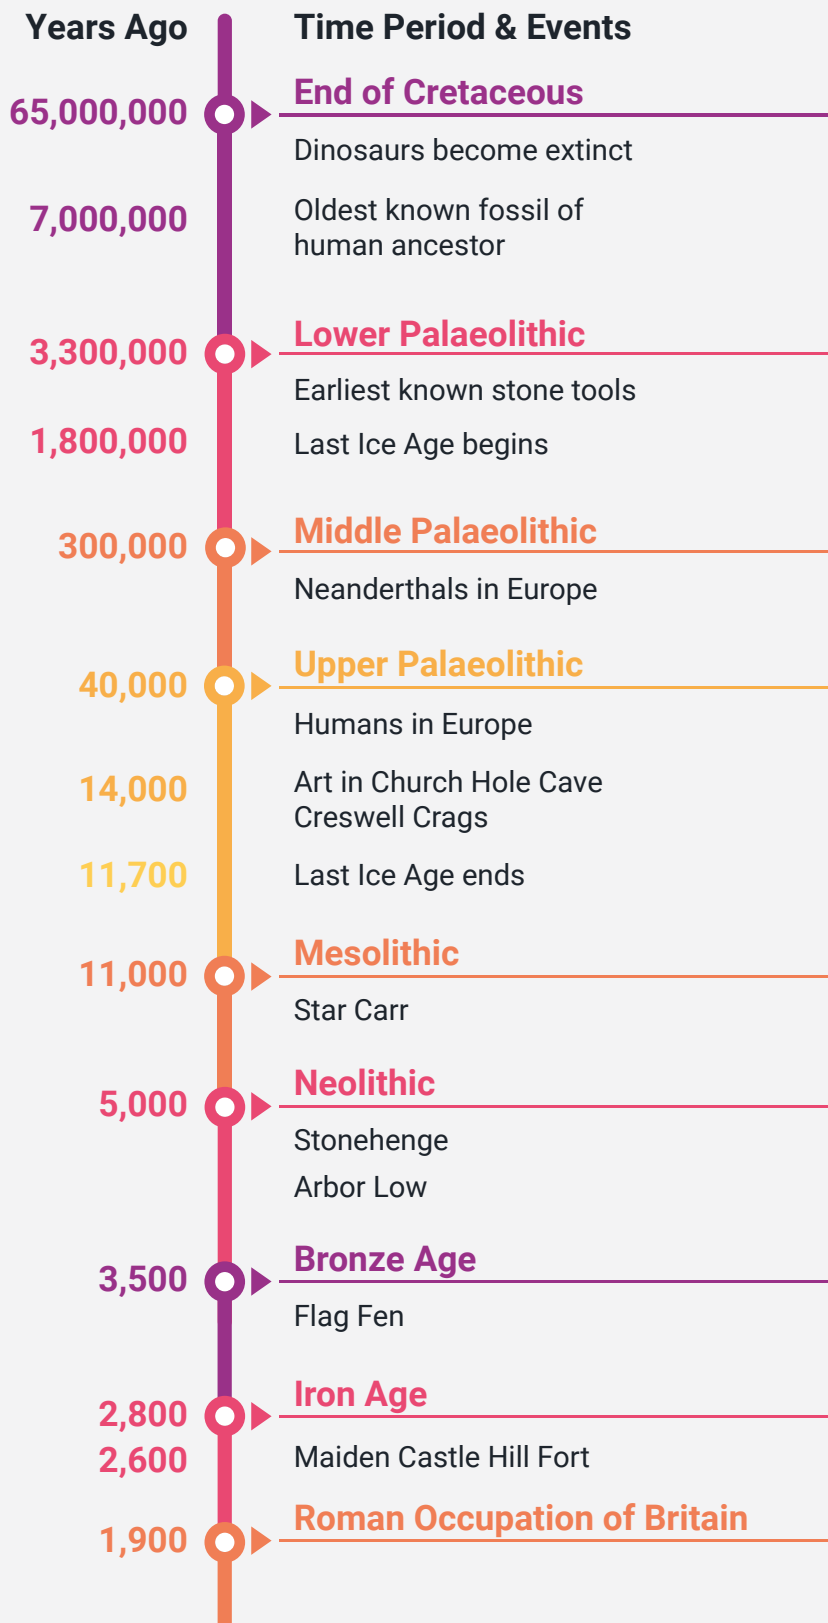 Years Ago Time Period & Events
End of Cretaceous
65,000,000
Dinosaurs become extinct
7,000,000 Oldest known fossil of
human ancestor
Lower Palaeolithic
3,300,000
Earliest known stone tools
1,800,000 Last Ice Age begins
Middle Palaeolithic
300,000
Neanderthals in Europe
Upper Palaeolithic
40,000
Humans in Europe
14,000 Art in Church Hole Cave
Creswell Crags
11,700 Last Ice Age ends
Mesolithic
11,000
Star Carr
Neolithic
5,000
Stonehenge
Arbor Low
Bronze Age
3,500
Flag Fen
Iron Age
2,800
2,600 Maiden Castle Hill Fort
Roman Occupation of Britain
1,900